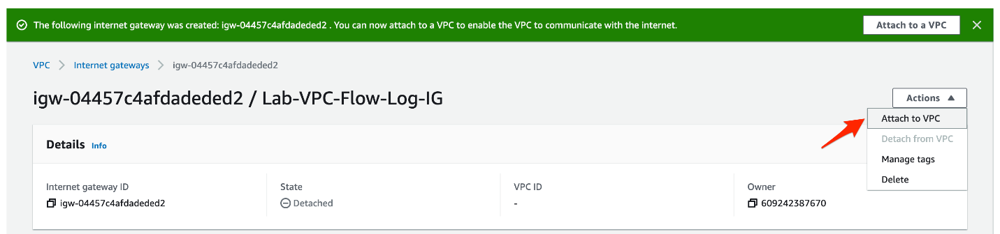 The following internet gateway was created: igw-04457c4afdadeded2 . You can now attach to a VPC to enable the VPC to communicate with the internet.
Attach to a VPC
VPC > Internet gateways > igw-04457c4afdadeded2
igw-04457c4afdadeded2 / Lab-VPC-Flow-Log-IG
Actions
Attach to VPC
Detach from VPC
Manage tags
Delete
Details Info
Internet gateway ID
igw-04457c4afdadeded2
State
Detached
VPC ID
-
Owner
609242387670